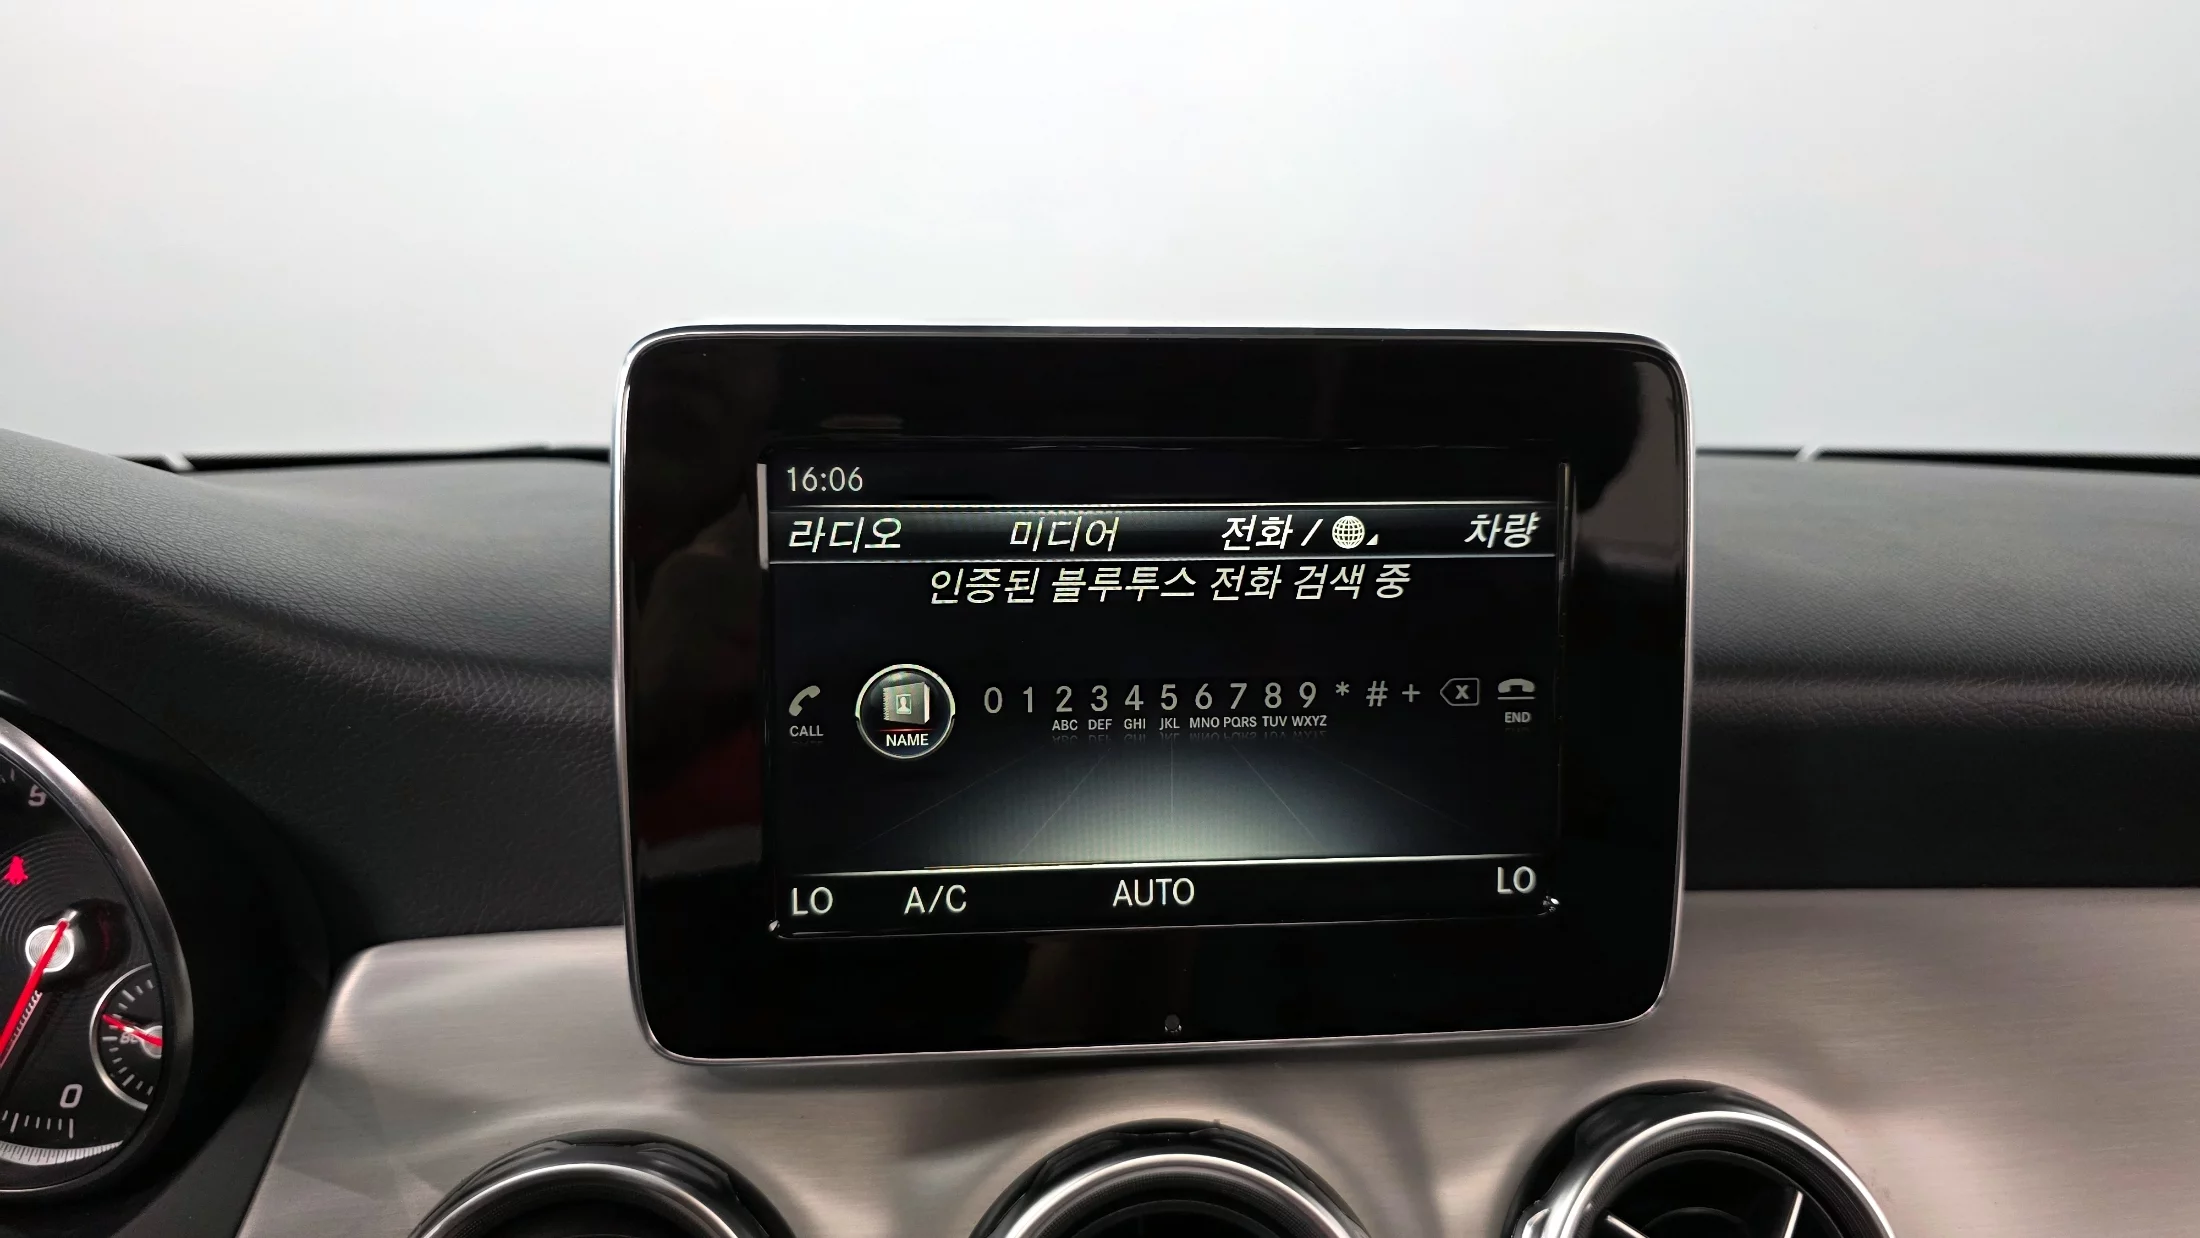 16:06
라디오 미디어 전화 / 차량
인증된 블루투스 전화 검색 중
CALL NAME 0 1 2 3 4 5 6 7 8 9 * # + X END
ABC DEF GHI JKL MNO PQRS TUV WXYZ
LO A/C AUTO LO
5
0